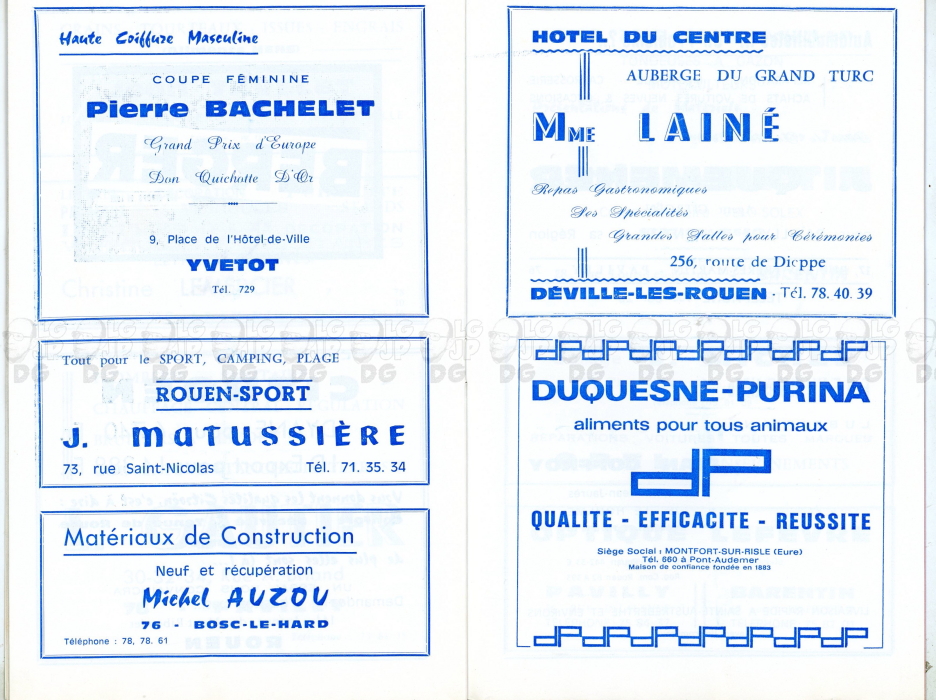 Haute Coiffure Masculine
COUPE FÉMININE
Pierre BACHELET
Grand Prix d'Europe
Don Quichotte D'Or
9, Place de l'Hôtel-de-Ville
YVETOT
Tél. 729
Tout pour le SPORT, CAMPING, PLAGE
ROUEN-SPORT
J. MATUSSIÈRE
73, rue Saint-Nicolas Tél. 71. 35. 34
Matériaux de Construction
Neuf et récupération
Michel AUZOU
76 - BOSC-LE-HARD
Téléphone : 78, 78. 61
HOTEL DU CENTRE
AUBERGE DU GRAND TURC
MME LAINÉ
Repas Gastronomiques
Ses Spécialités
Grandes Salles pour Cérémonies
256, route de Dieppe
DÉVILLE-LES-ROUEN - Tél. 78. 40. 39
DUQUESNE-PURINA
aliments pour tous animaux
dP
QUALITE - EFFICACITE - REUSSITE
Siège Social : MONTFORT-SUR-RISLE (Eure)
Tél. 660 à Pont-Audemer
Maison de confiance fondée en 1883